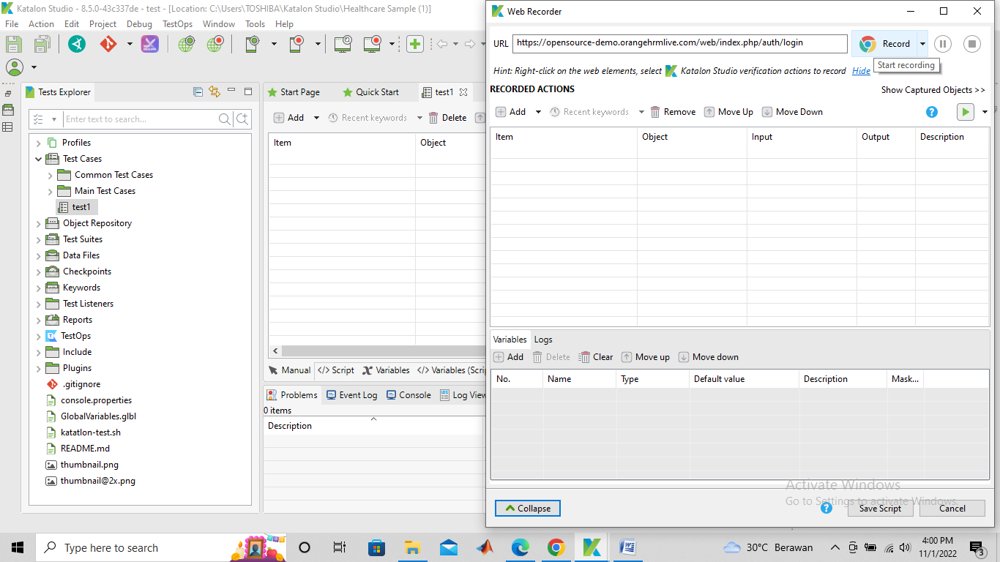 Katalon Studio - 8.5.0-43c337de - test - [Location: C:\Users\TOSHIBA\Katalon Studio\Healthcare Sample (1)]
File Action Edit Project Debug TestOps Window Tools Help
Tests Explorer
Enter text to search...
Profiles
Test Cases
Common Test Cases
Main Test Cases
test1
Object Repository
Test Suites
Data Files
Checkpoints
Keywords
Test Listeners
Reports
TestOps
Include
Plugins
.gitignore
console.properties
GlobalVariables.glbl
katatlon-test.sh
README.md
thumbnail.png
thumbnail@2x.png
Start Page Quick Start test1
Add Recent keywords Delete
Item Object
Manual </> Script Variables </> Variables (Scri
Problems Event Log Console Log View
0 items
Description
Web Recorder
URL https://opensource-demo.orangehrmlive.com/web/index.php/auth/login Record
Start recording
Hint: Right-click on the web elements, select Katalon Studio verification actions to record Hide
RECORDED ACTIONS
Show Captured Objects >>
Add Recent keywords Remove Move Up Move Down
Item Object Input Output Description
Variables Logs
Add Delete Clear Move up Move down
No. Name Type Default value Description Mask...
Activate Windows
Go to Settings to activate Windows.
Collapse Save Script Cancel
Type here to search
30°C Berawan
4:00 PM
11/1/2022
3